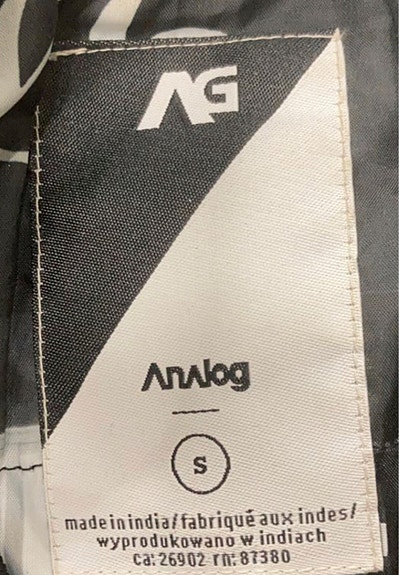 AG
Analog
S
made in india/fabriqué aux indes/
wyprodukowano w indiach
ca: 26902 rn: 87380